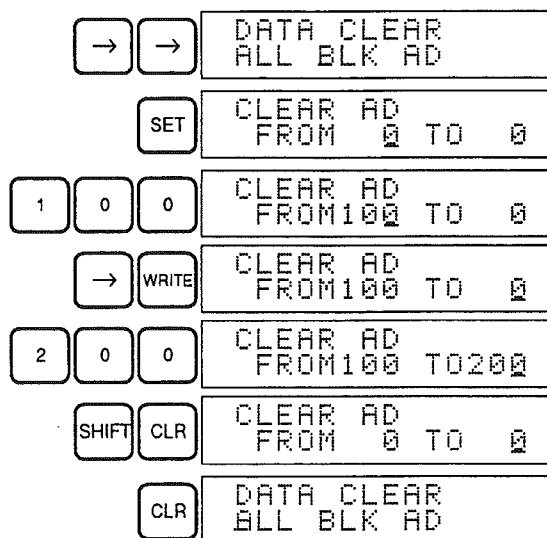 → → DATA CLEAR
ALL BLK AD
SET CLEAR AD
FROM 0 TO 0
1 0 0 CLEAR AD
FROM100 TO 0
→ WRITE CLEAR AD
FROM100 TO 0
2 0 0 CLEAR AD
FROM100 TO200
SHIFT CLR CLEAR AD
FROM 0 TO 0
CLR DATA CLEAR
ALL BLK AD